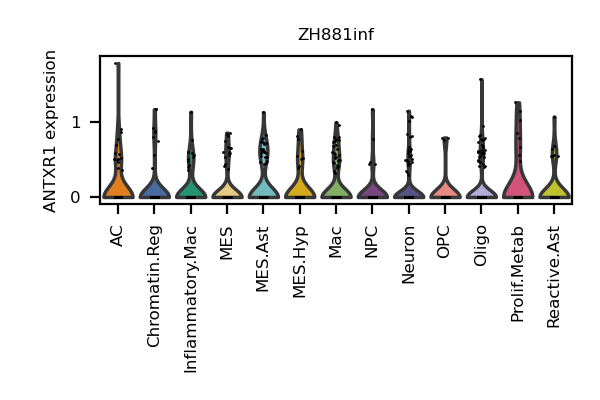 ZH881inf
ANTXR1 expression
1
0
AC
Chromatin.Reg
Inflammatory.Mac
MES
MES.Ast
MES.Hyp
Mac
NPC
Neuron
OPC
Oligo
Prolif.Metab
Reactive.Ast